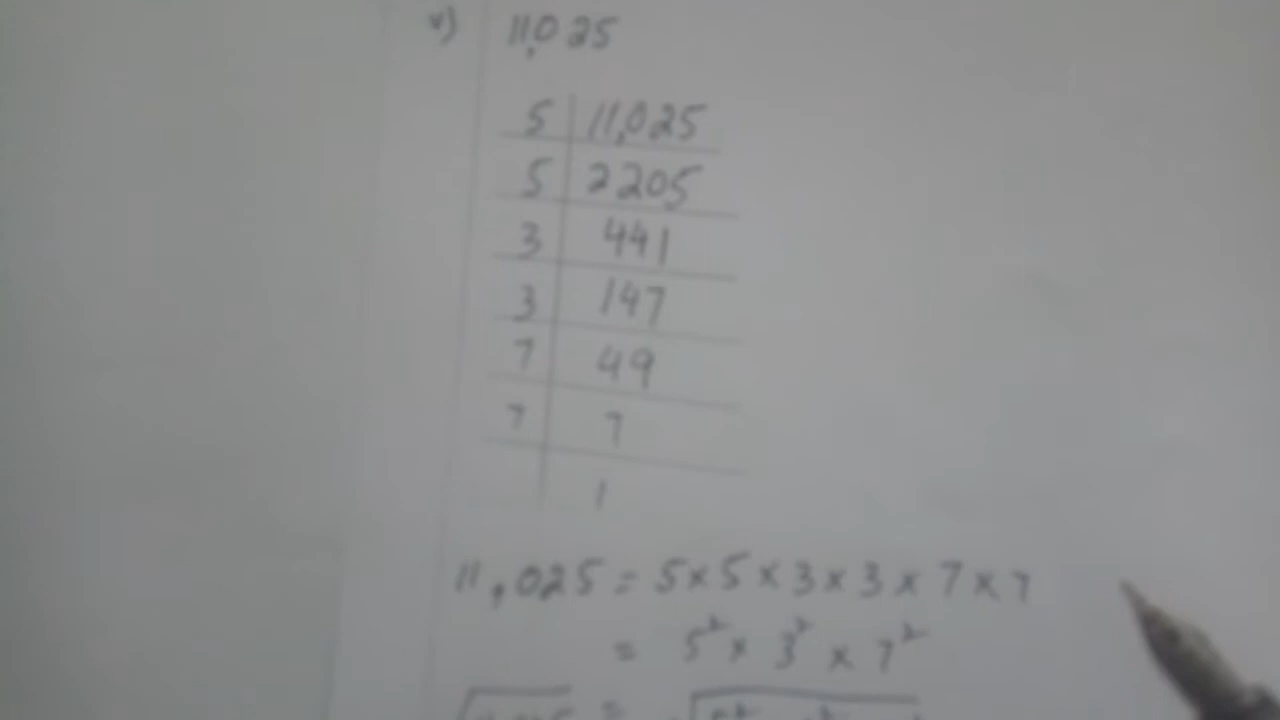 v) 11,025
5 | 11,025
5 | 2205
3 | 441
3 | 147
7 | 49
7 | 7
| 1
11,025 = 5 × 5 × 3 × 3 × 7 × 7
= 5² × 3² × 7²